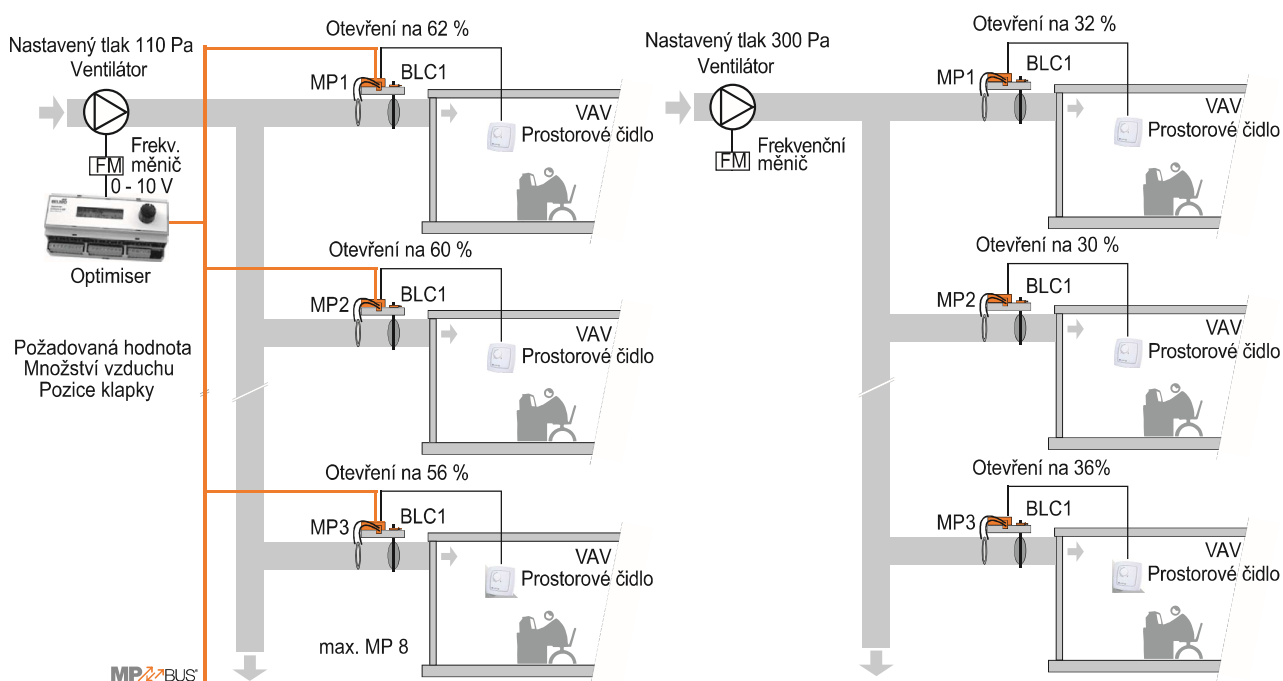 Otevření na 62 %
Nastavený tlak 110 Pa
Ventilátor
MP1
BLC1
VAV
Prostorové čidlo
Frekv.
měnič
FM
0 - 10 V
Optimiser
Otevření na 60 %
MP2
BLC1
VAV
Prostorové čidlo
Požadovaná hodnota
Množství vzduchu
Pozice klapky
Otevření na 56 %
MP3
BLC1
VAV
Prostorové čidlo
max. MP 8
MP BUS®
Otevření na 32 %
Nastavený tlak 300 Pa
Ventilátor
MP1
BLC1
VAV
Prostorové čidlo
Frekvenční
měnič
FM
Otevření na 30 %
MP2
BLC1
VAV
Prostorové čidlo
Otevření na 36%
MP3
BLC1
VAV
Prostorové čidlo